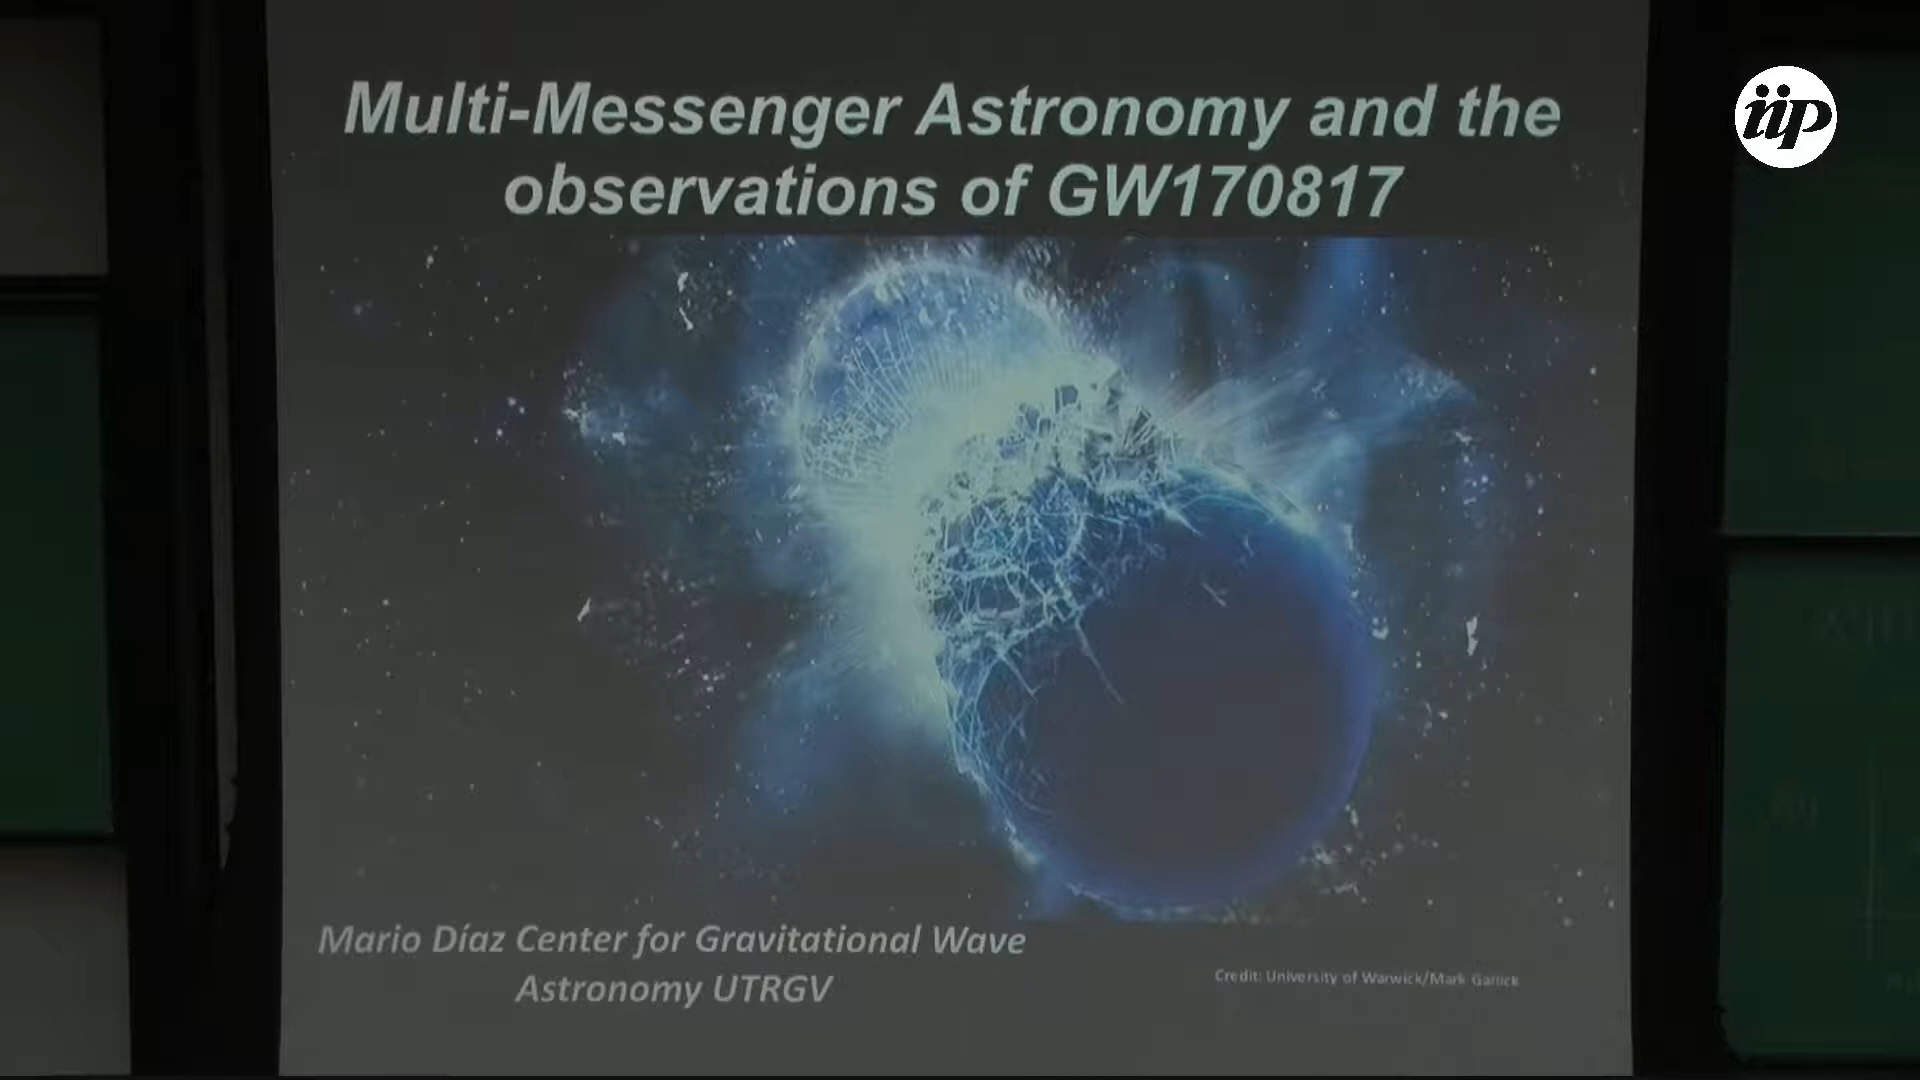 Multi-Messenger Astronomy and the
observations of GW170817
iip
Mario Díaz Center for Gravitational Wave
Astronomy UTRGV
Credit: University of Warwick/Mark Garlick